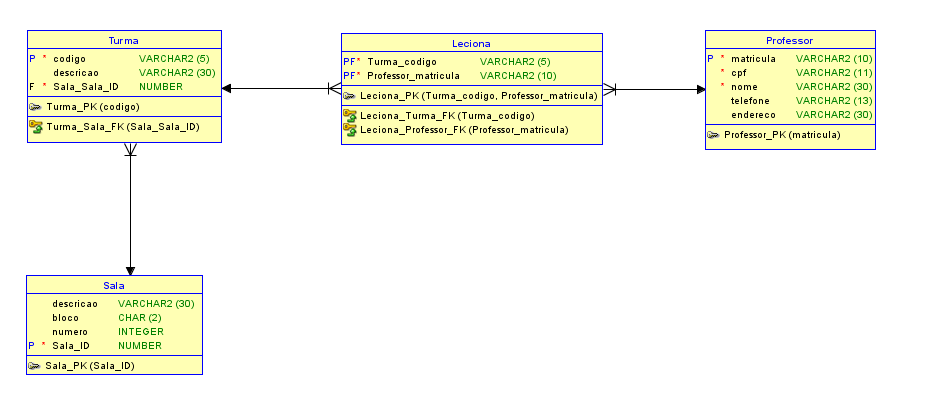 Turma
P * codigo VARCHAR2 (5)
descricao VARCHAR2 (30)
F * Sala_Sala_ID NUMBER
Turma_PK (codigo)
Turma_Sala_FK (Sala_Sala_ID)
Leciona
PF* Turma_codigo VARCHAR2 (5)
PF* Professor_matricula VARCHAR2 (10)
Leciona_PK (Turma_codigo, Professor_matricula)
Leciona_Turma_FK (Turma_codigo)
Leciona_Professor_FK (Professor_matricula)
Professor
P * matricula VARCHAR2 (10)
* cpf VARCHAR2 (11)
* nome VARCHAR2 (30)
telefone VARCHAR2 (13)
endereco VARCHAR2 (30)
Professor_PK (matricula)
Sala
descricao VARCHAR2 (30)
bloco CHAR (2)
numero INTEGER
P * Sala_ID NUMBER
Sala_PK (Sala_ID)